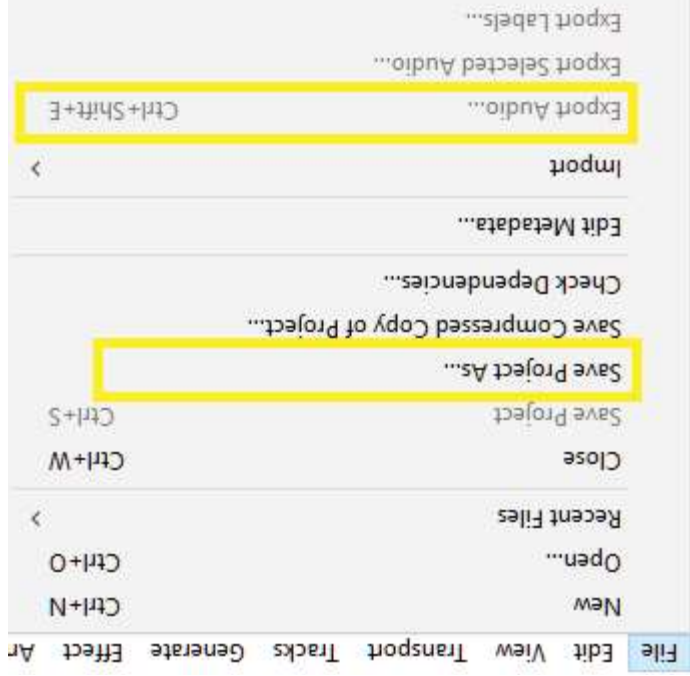 File Edit View Transport Tracks Generate Effect An
New Ctrl+N
Open... Ctrl+O
Recent Files >
Close Ctrl+W
Save Project Ctrl+S
Save Project As...
Save Compressed Copy of Project...
Check Dependencies...
Edit Metadata...
Import >
Export Audio... Ctrl+Shift+E
Export Selected Audio...
Export Labels...